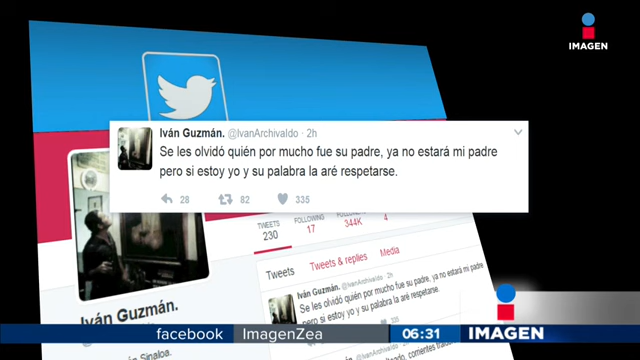 IMAGEN
Iván Guzmán. @IvanArchivaldo · 2h
Se les olvidó quién por mucho fue su padre, ya no estará mi padre
pero si estoy yo y su palabra la aré respetarse.
28 82 335
TWEETS FOLLOWING
230 17 344K 4
Tweets Tweets & replies Media
Iván Guzmán. @IvanArchivaldo · 2h
Se les olvidó quién por mucho fue su padre, ya no estará mi padre
pero si estoy yo y su palabra la aré respetarse.
Iván Guzmán.
Sinaloa.
facebook ImagenZea 06:31 IMAGEN